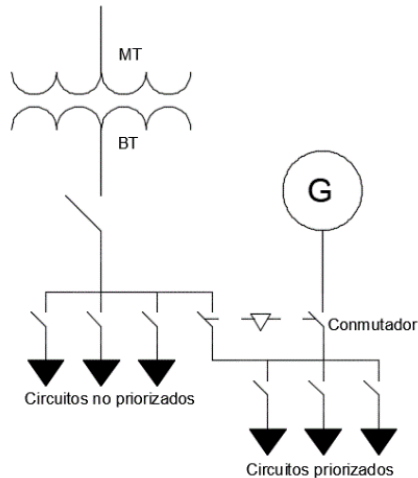 MT
BT
G
Conmutador
Circuitos no priorizados
Circuitos priorizados